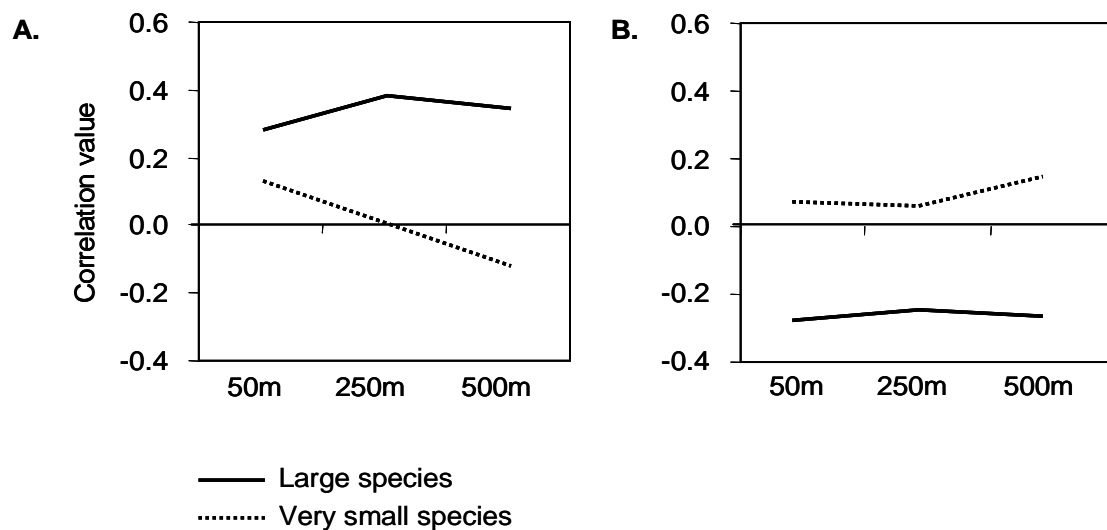 A.
Correlation value
0.6
0.4
0.2
0.0
-0.2
-0.4
50m 250m 500m
B.
0.6
0.4
0.2
0.0
-0.2
-0.4
50m 250m 500m
Large species
Very small species